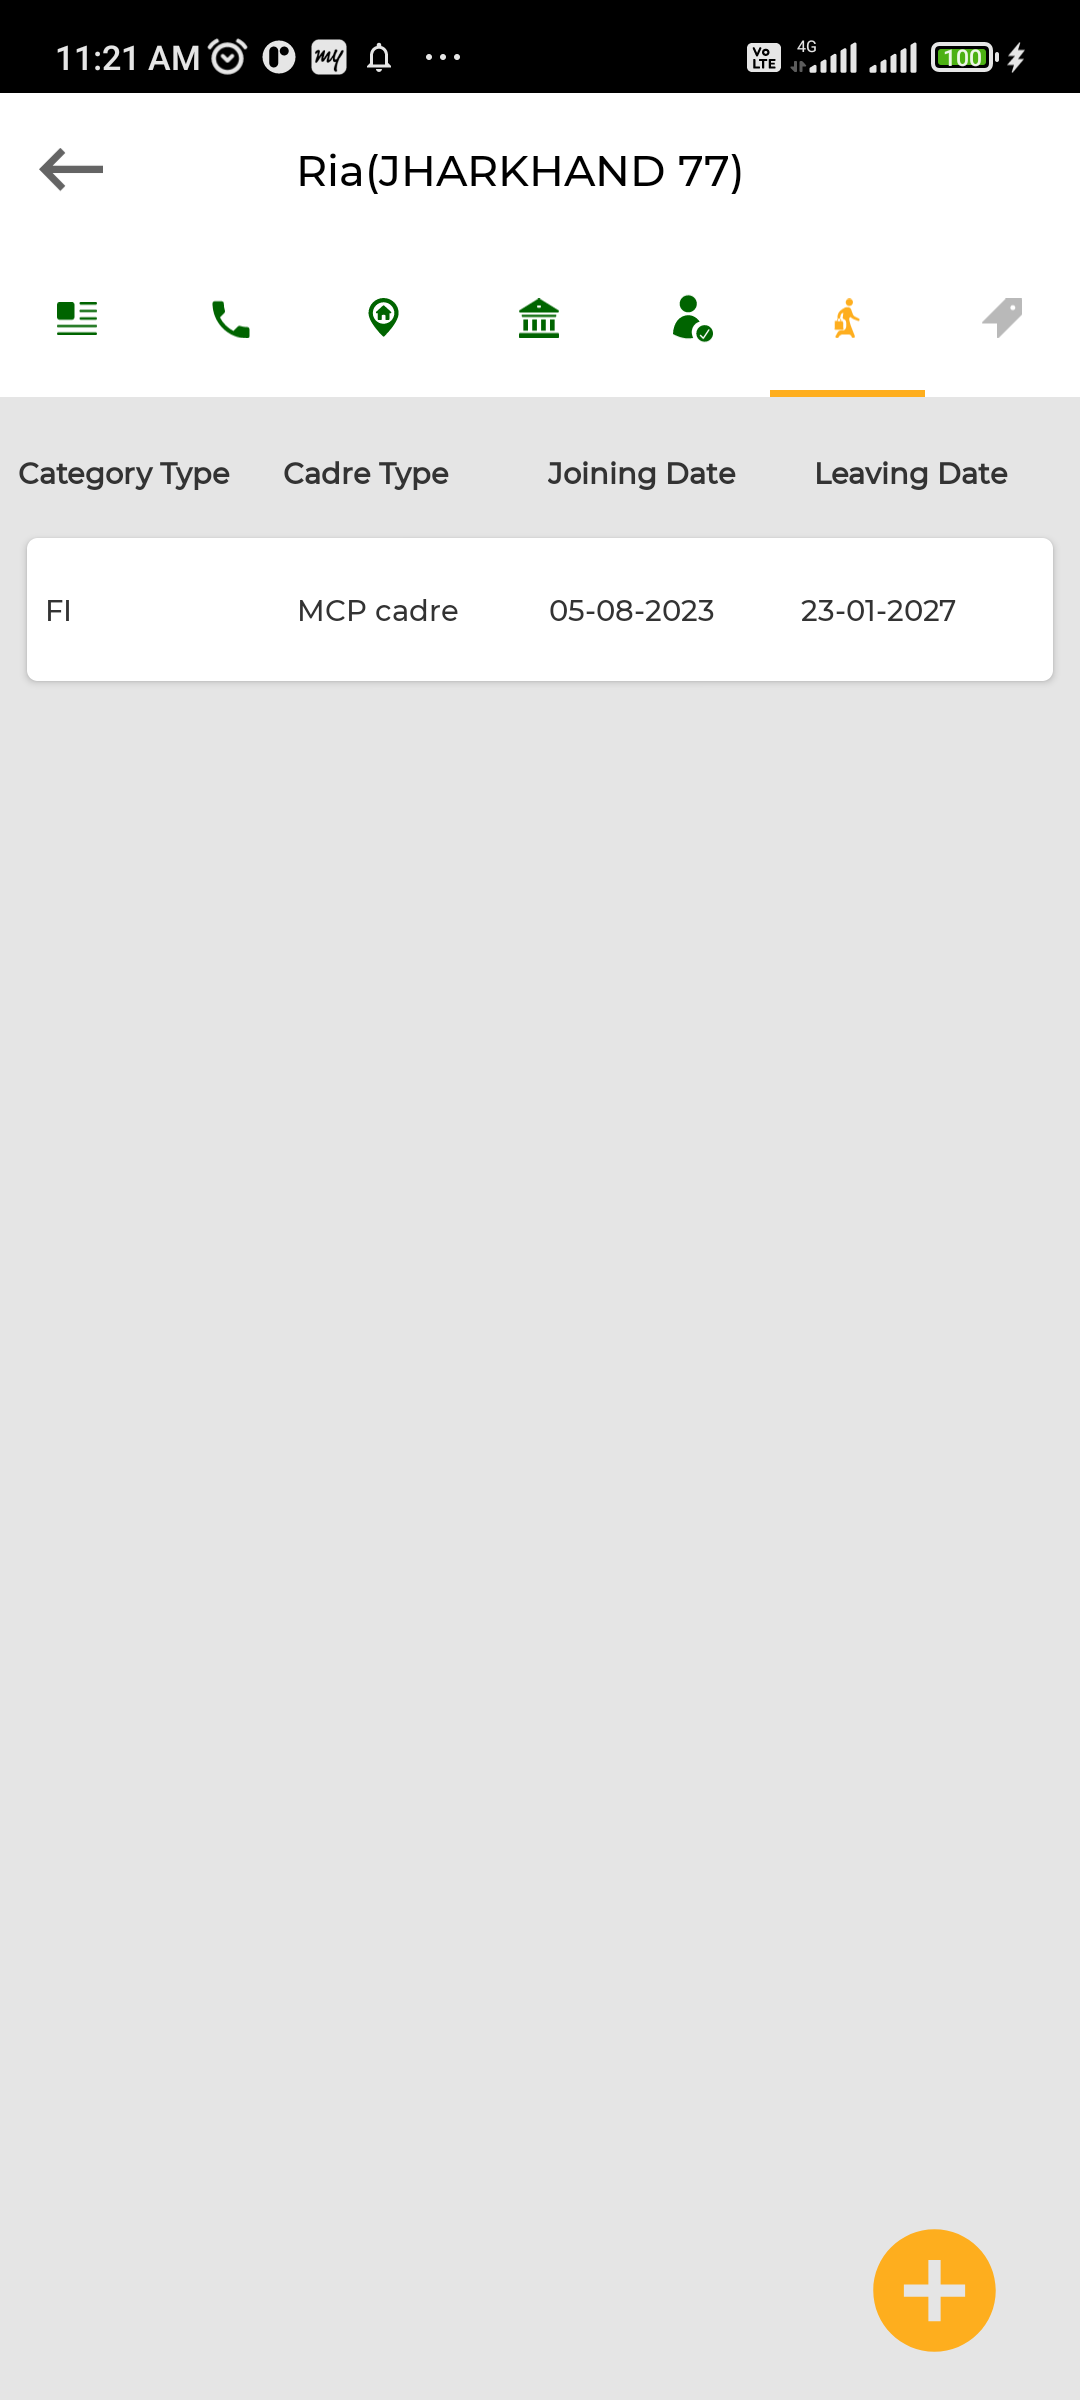 11:21 AM my ... Vo LTE 4G 100
Ria(JHARKHAND 77)
Category Type Cadre Type Joining Date Leaving Date
FI MCP cadre 05-08-2023 23-01-2027